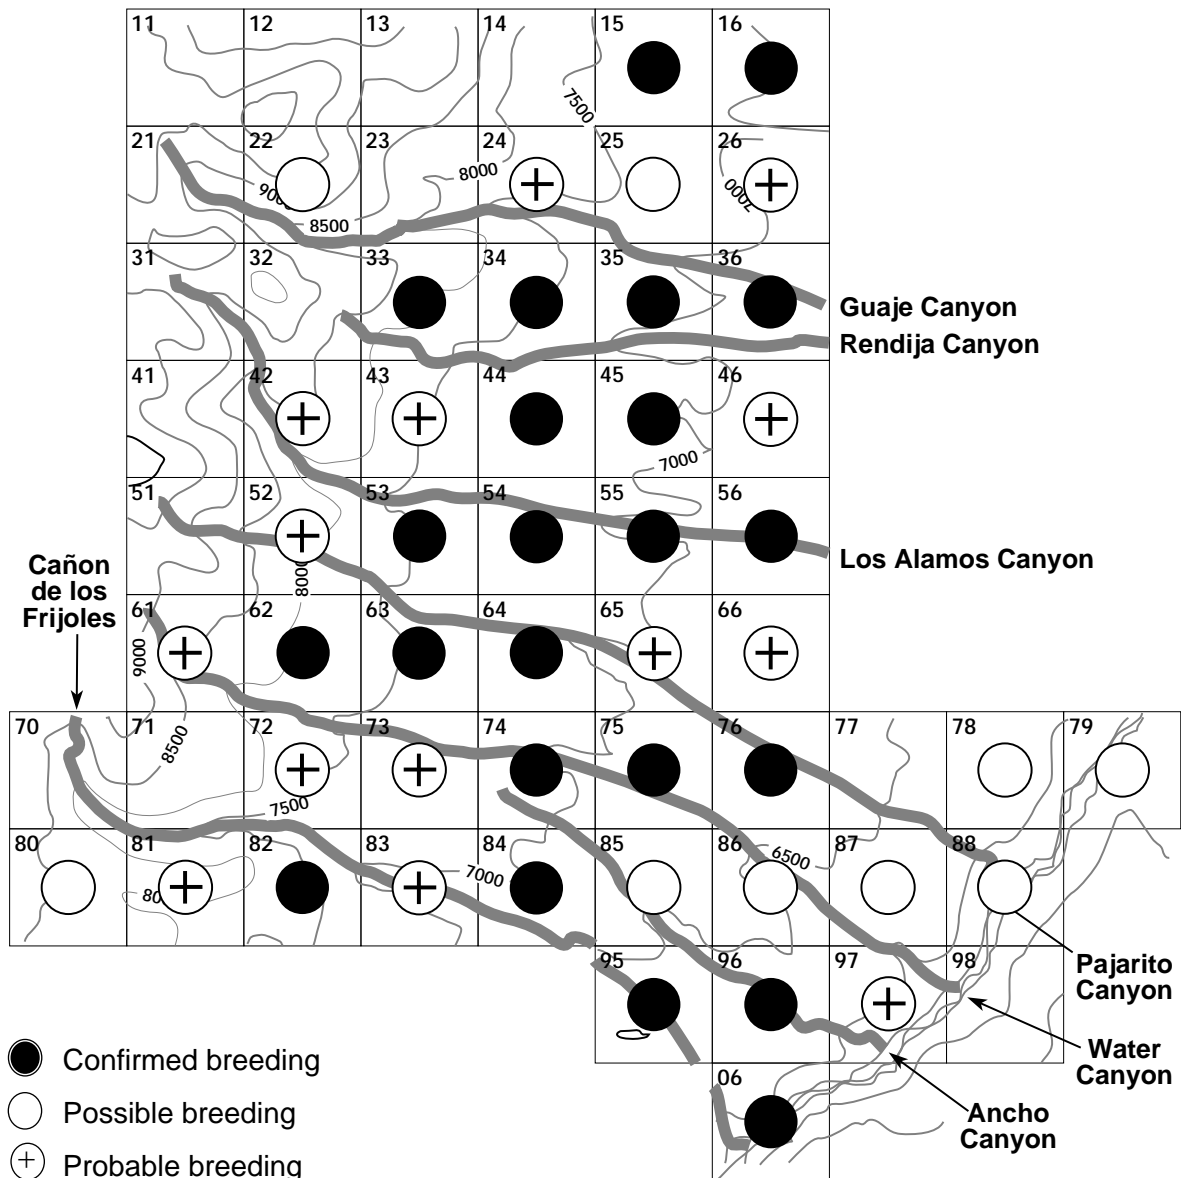 11 12 13 14 15 16
7500
21 22 23 24 25 26
8000
7000
8500
31 32 33 34 35 36
Guaje Canyon
Rendija Canyon
41 42 43 44 45 46
7000
51 52 53 54 55 56
Los Alamos Canyon
Cañon
de los
Frijoles
8000
61 62 63 64 65 66
9000
70 71 72 73 74 75 76 77 78 79
8500
7500
80 81 82 83 84 85 86 87 88
6500
7000
95 96 97 98
Pajarito
Canyon
Water
Canyon
06
Ancho
Canyon
Confirmed breeding
Possible breeding
Probable breeding